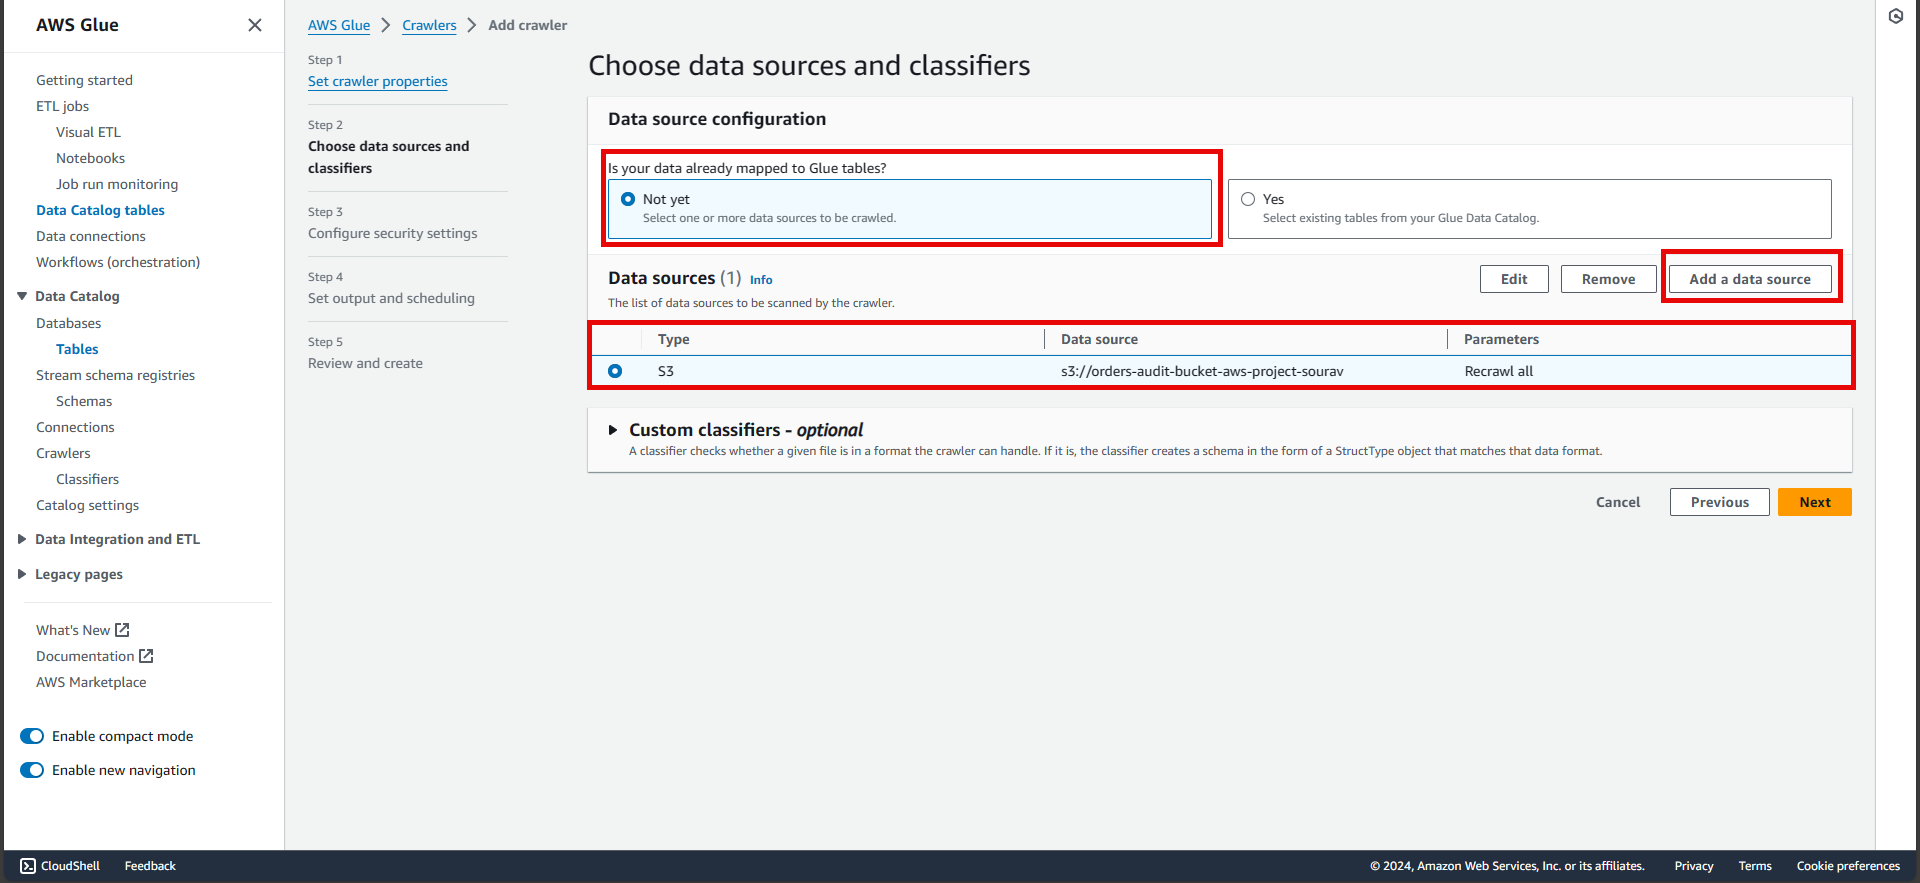 AWS Glue
Getting started
ETL jobs
Visual ETL
Notebooks
Job run monitoring
Data Catalog tables
Data connections
Workflows (orchestration)
Data Catalog
Databases
Tables
Stream schema registries
Schemas
Connections
Crawlers
Classifiers
Catalog settings
Data Integration and ETL
Legacy pages
What's New
Documentation
AWS Marketplace
Enable compact mode
Enable new navigation
AWS Glue Crawlers Add crawler
Step 1
Set crawler properties
Step 2
Choose data sources and
classifiers
Step 3
Configure security settings
Step 4
Set output and scheduling
Step 5
Review and create
Choose data sources and classifiers
Data source configuration
Is your data already mapped to Glue tables?
Not yet
Select one or more data sources to be crawled.
Yes
Select existing tables from your Glue Data Catalog.
Data sources (1) Info
The list of data sources to be scanned by the crawler.
Edit Remove Add a data source
Type Data source Parameters
S3 s3://orders-audit-bucket-aws-project-sourav Recrawl all
Custom classifiers - optional
A classifier checks whether a given file is in a format the crawler can handle. If it is, the classifier creates a schema in the form of a StructType object that matches that data format.
Cancel Previous Next
CloudShell Feedback © 2024, Amazon Web Services, Inc. or its affiliates. Privacy Terms Cookie preferences